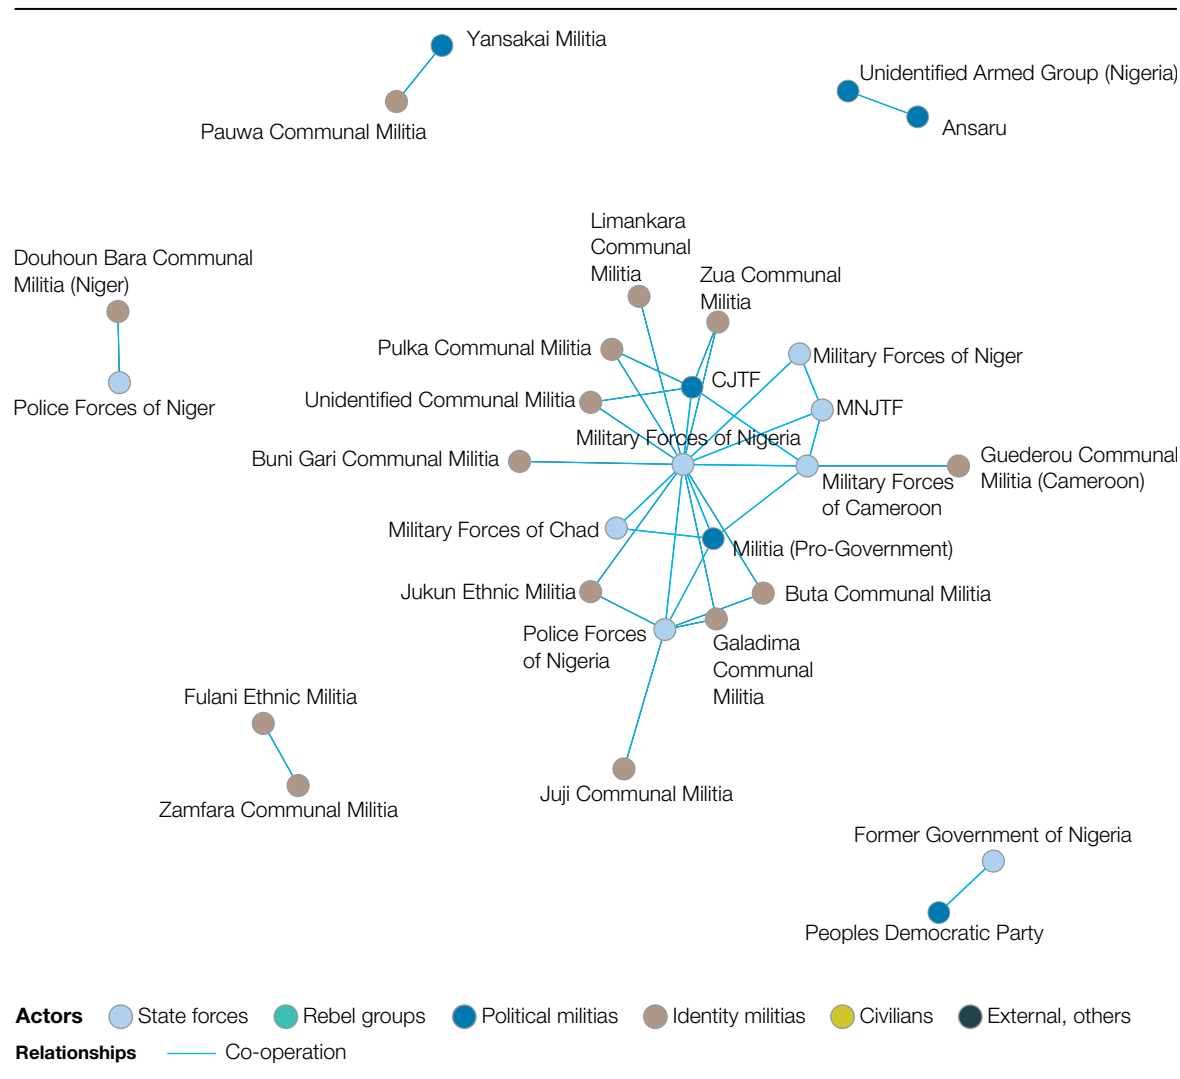 Yansakai Militia
Pauwa Communal Militia
Unidentified Armed Group (Nigeria)
Ansaru
Douhoun Bara Communal
Militia (Niger)
Police Forces of Niger
Limankara
Communal
Militia
Zua Communal
Militia
Pulka Communal Militia
CJTF
Military Forces of Niger
Unidentified Communal Militia
MNJTF
Military Forces of Nigeria
Buni Gari Communal Militia
Guederou Communal
Militia (Cameroon)
Military Forces
of Cameroon
Military Forces of Chad
Militia (Pro-Government)
Jukun Ethnic Militia
Buta Communal Militia
Police Forces
of Nigeria
Galadima
Communal
Militia
Fulani Ethnic Militia
Zamfara Communal Militia
Juji Communal Militia
Former Government of Nigeria
Peoples Democratic Party
Actors State forces Rebel groups Political militias Identity militias Civilians External, others
Relationships Co-operation